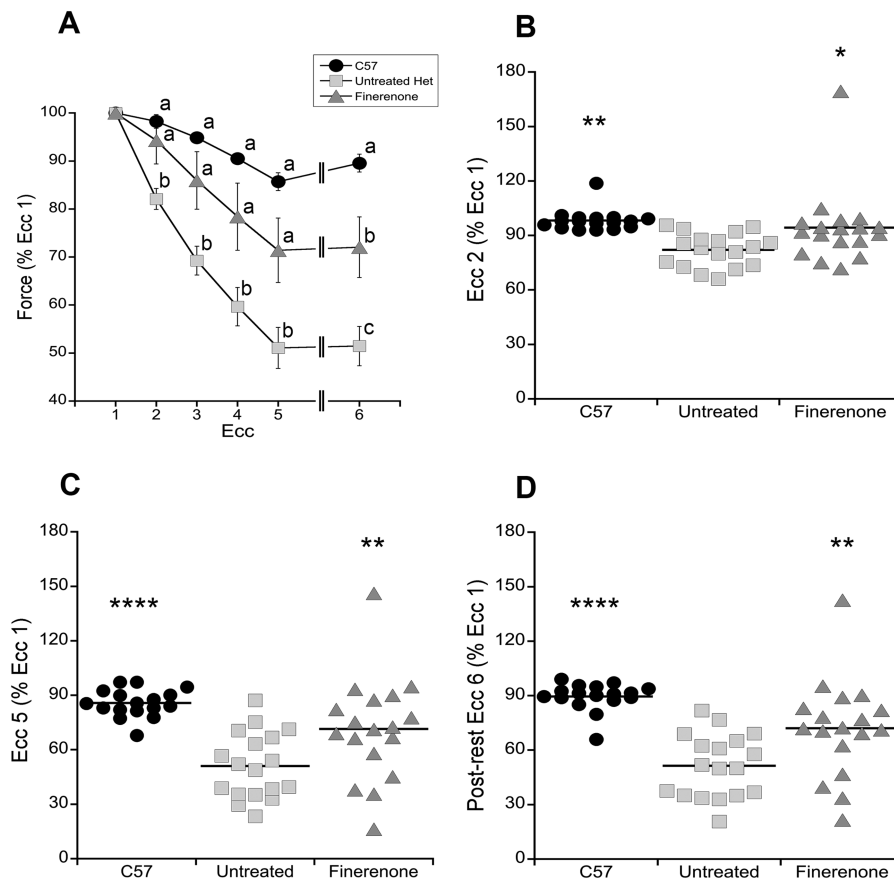 A
C57
Untreated Het
Finerenone
Force (% Ecc 1)
100
90
80
70
60
50
40
a
a
a
a
a
a
a
a
a
b
b
b
b
b
c
1 2 3 4 5 6
Ecc
B
Ecc 2 (% Ecc 1)
180
150
120
90
60
30
0
**
*
C57 Untreated Finerenone
C
Ecc 5 (% Ecc 1)
180
150
120
90
60
30
0
****
**
C57 Untreated Finerenone
D
Post-rest Ecc 6 (% Ecc 1)
180
150
120
90
60
30
0
****
**
C57 Untreated Finerenone